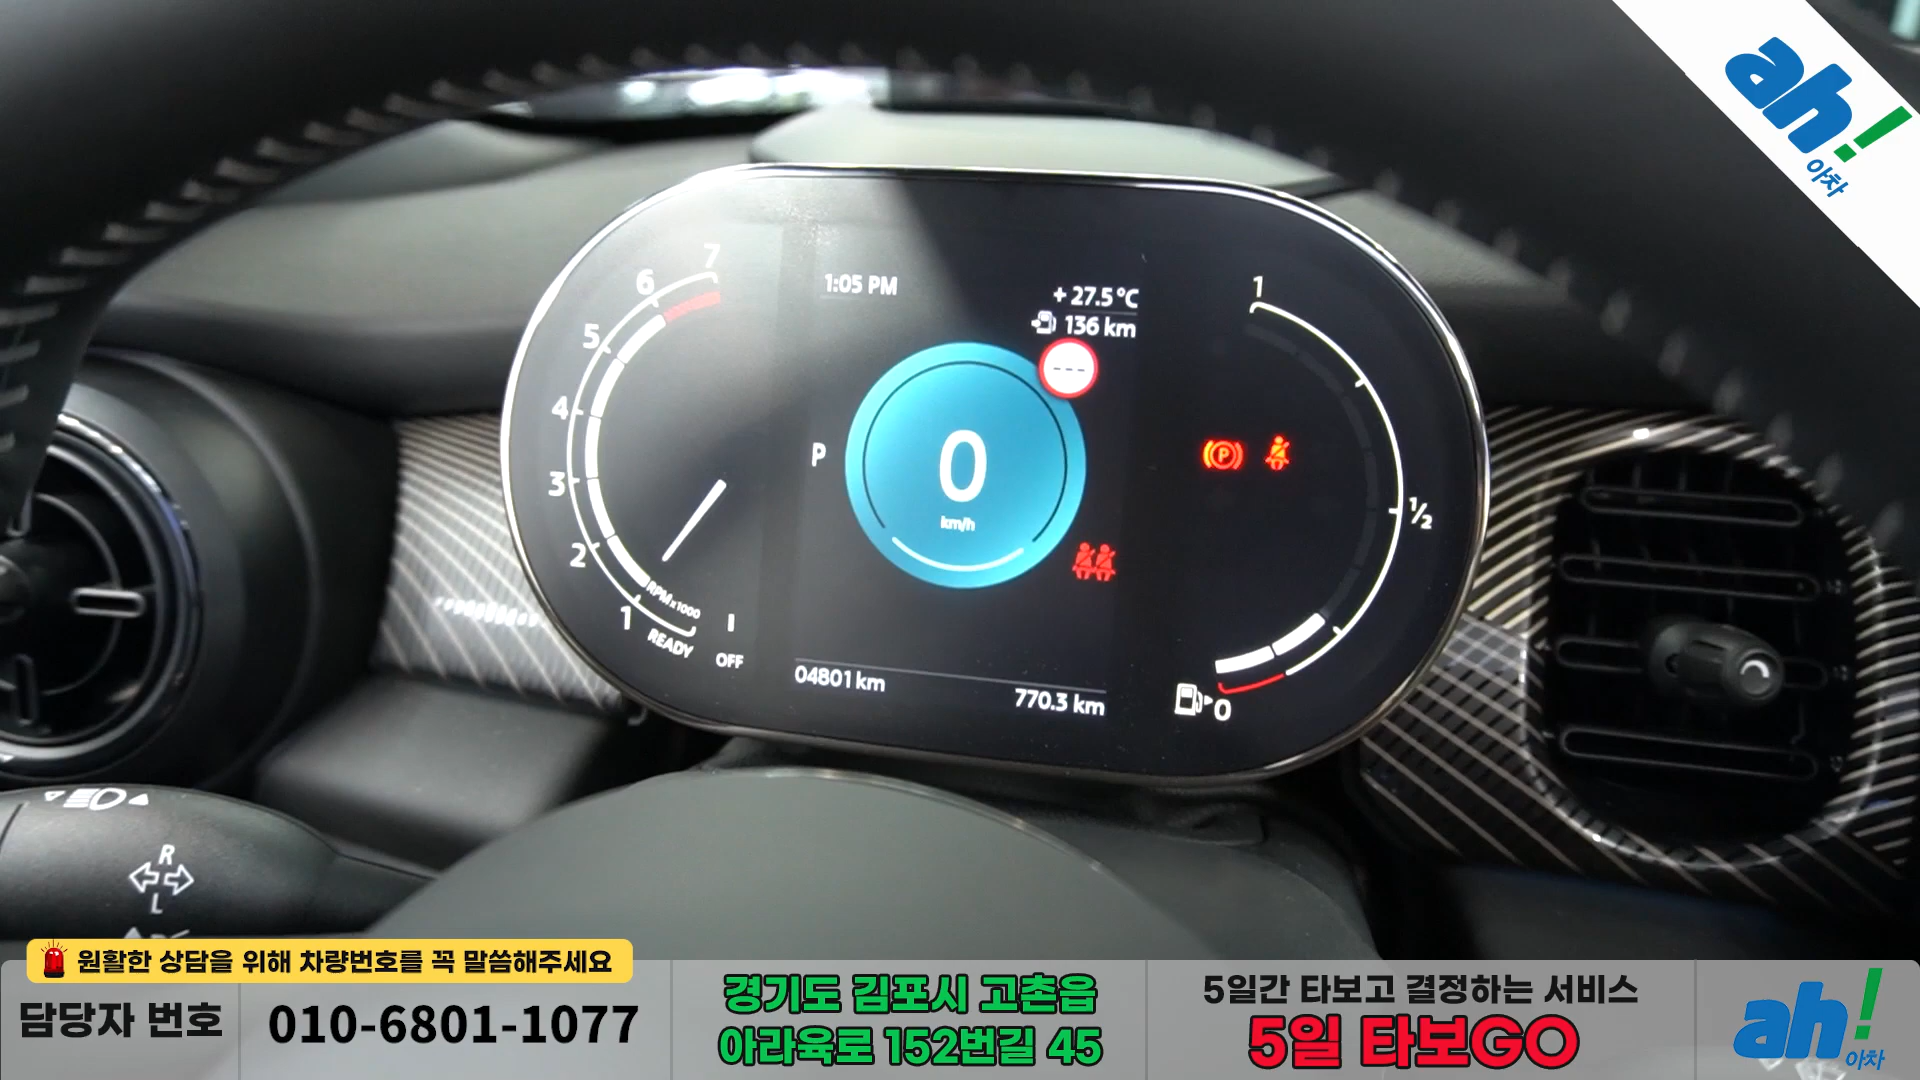 ah!
아차
7
6
5
4
3
2
1
RPM x1000
READY
OFF
1:05 PM
+ 27.5 °C
136 km
---
P
0
km/h
04801 km
770.3 km
1
P
1/2
0
R
L
원활한 상담을 위해 차량번호를 꼭 말씀해주세요
담당자 번호
010-6801-1077
경기도 김포시 고촌읍
아라육로 152번길 45
5일간 타보고 결정하는 서비스
5일 타보GO
ah!
아차